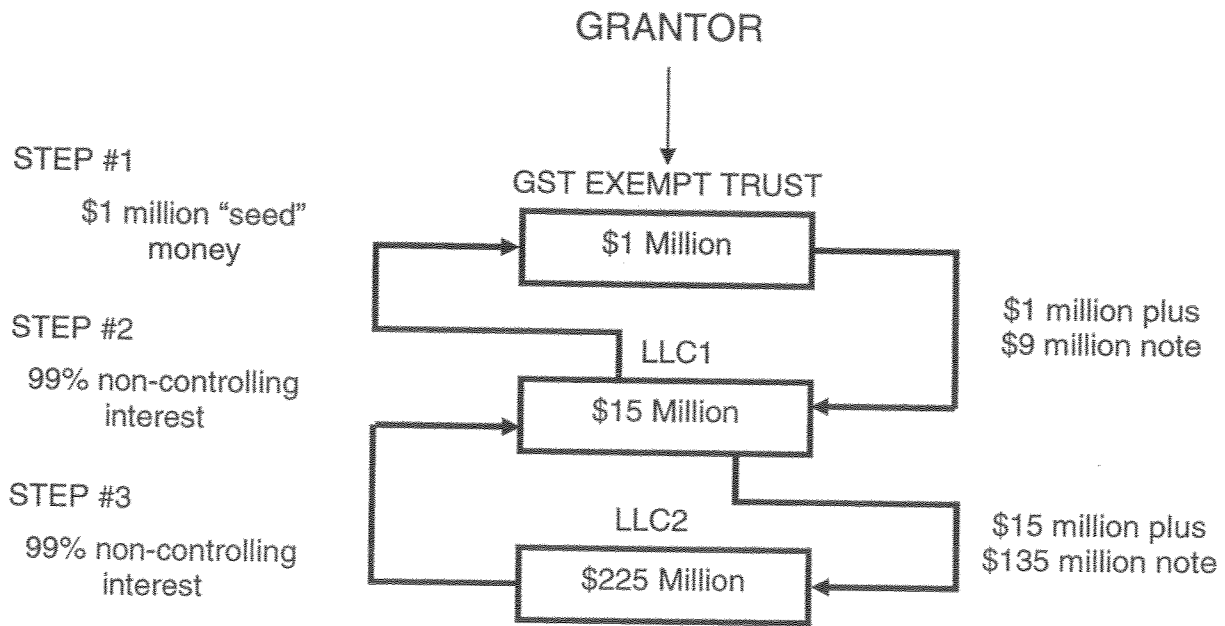 GRANTOR
STEP #1
GST EXEMPT TRUST
$1 million “seed”
money
$1 Million
$1 million plus
$9 million note
STEP #2
LLC1
99% non-controlling
interest
$15 Million
STEP #3
LLC2
99% non-controlling
interest
$225 Million
$15 million plus
$135 million note